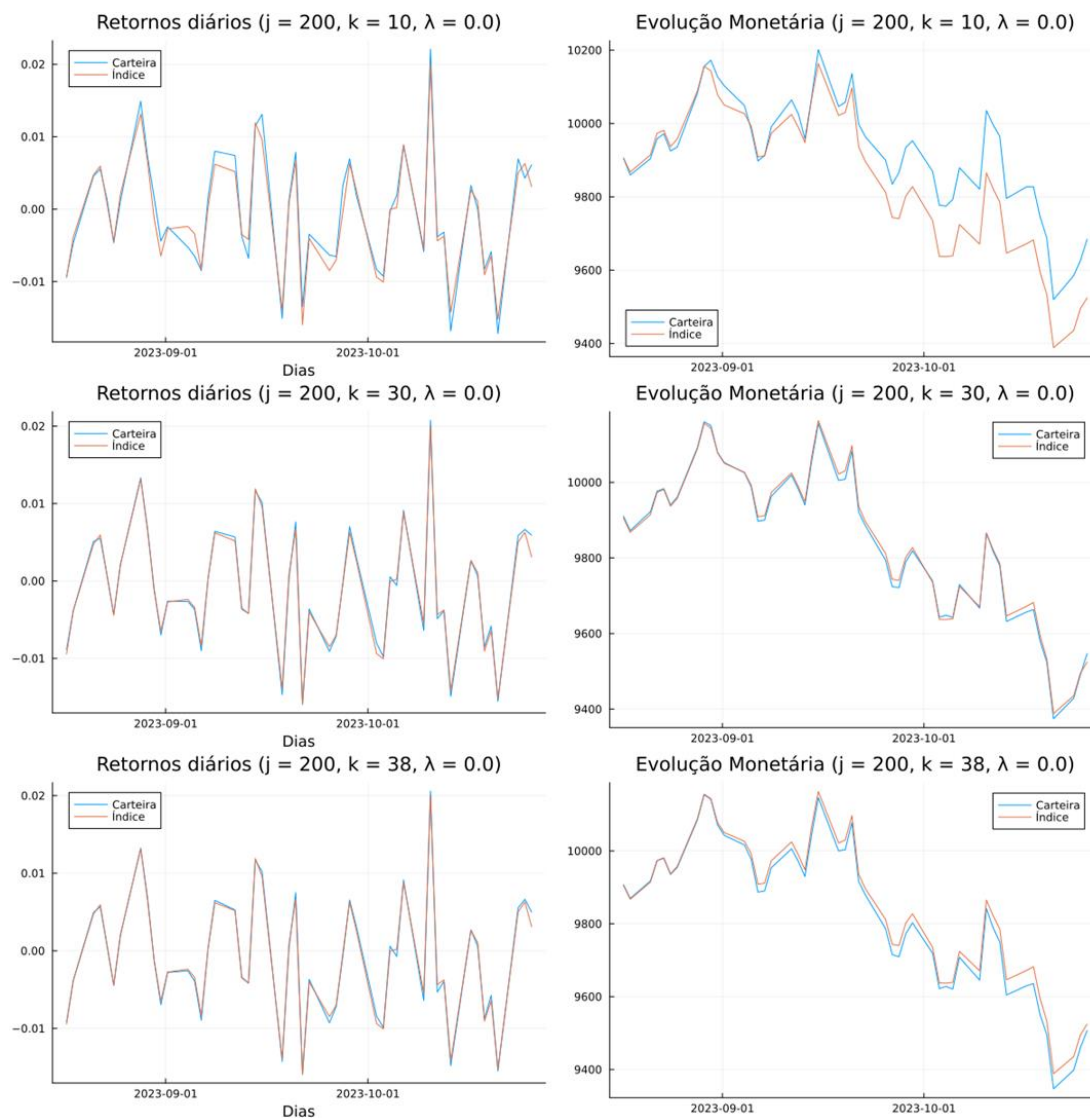 Retornos diários (j = 200, k = 10, λ = 0.0)
0.02
0.01
0.00
−0.01
Carteira
Índice
2023-09-01
2023-10-01
Dias
Evolução Monetária (j = 200, k = 10, λ = 0.0)
10200
10000
9800
9600
9400
Carteira
Índice
2023-09-01
2023-10-01
Retornos diários (j = 200, k = 30, λ = 0.0)
0.02
0.01
0.00
−0.01
Carteira
Índice
2023-09-01
2023-10-01
Dias
Evolução Monetária (j = 200, k = 30, λ = 0.0)
10000
9800
9600
9400
Carteira
Índice
2023-09-01
2023-10-01
Retornos diários (j = 200, k = 38, λ = 0.0)
0.02
0.01
0.00
−0.01
Carteira
Índice
2023-09-01
2023-10-01
Dias
Evolução Monetária (j = 200, k = 38, λ = 0.0)
10000
9800
9600
9400
Carteira
Índice
2023-09-01
2023-10-01